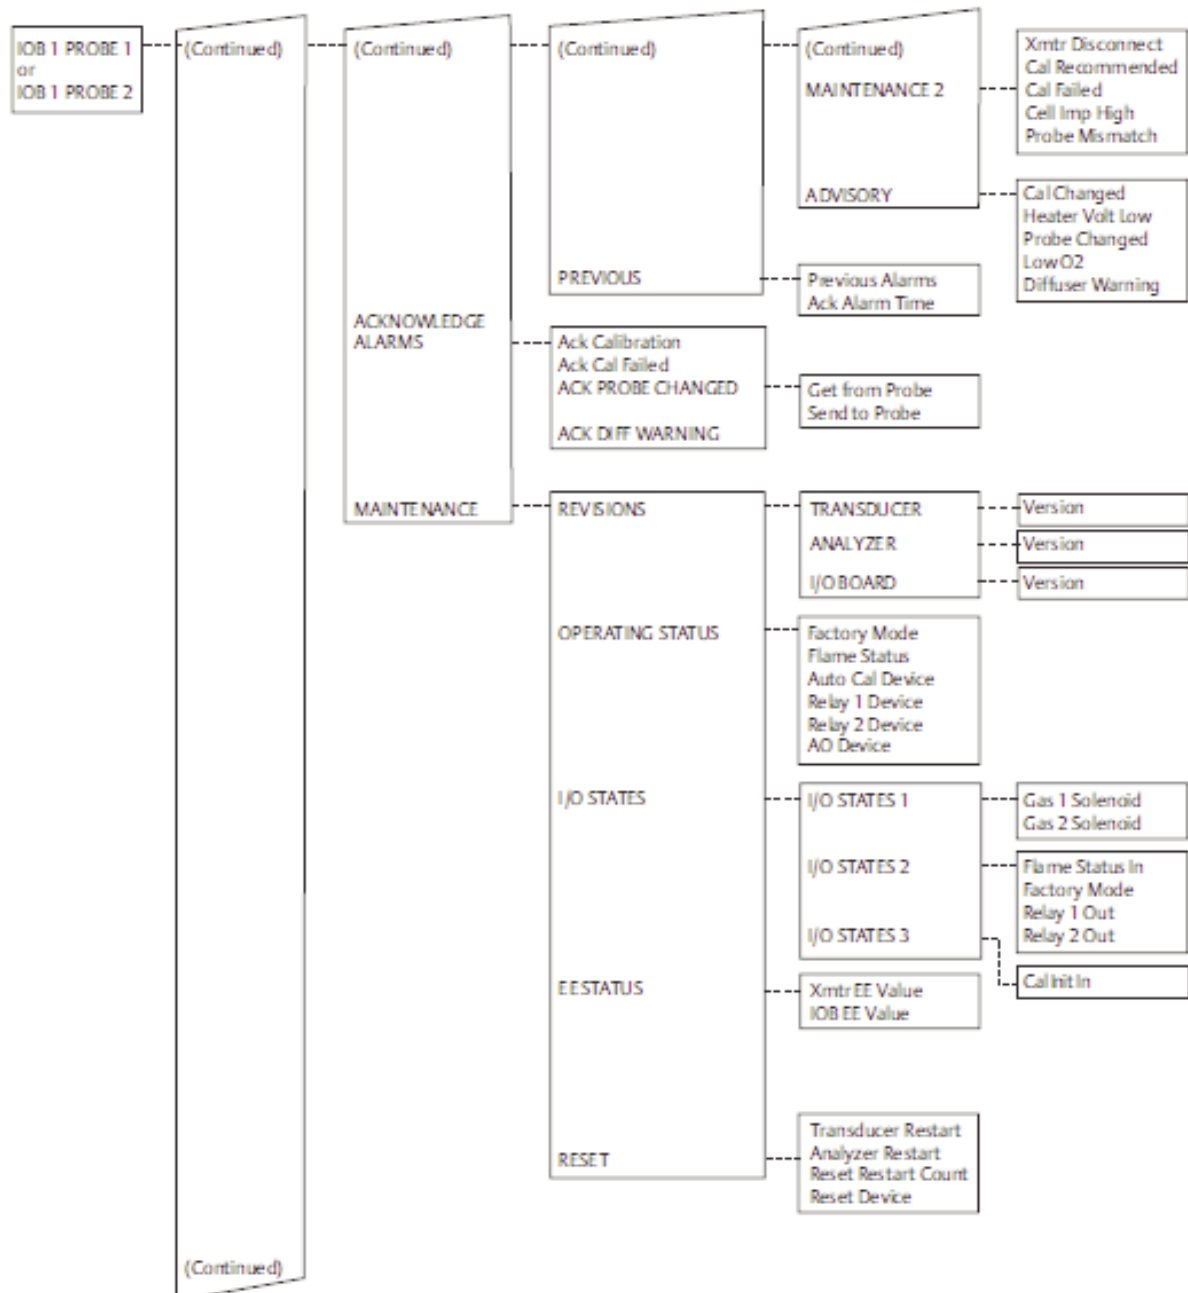 IOB 1 PROBE 1
or
IOB 1 PROBE 2
(Continued)
(Continued)
(Continued)
(Continued)
(Continued)
MAINTENANCE 2
Xmtr Disconnect
Cal Recommended
Cal Failed
Cell Imp High
Probe Mismatch
ADVISORY
Cal Changed
Heater Volt Low
Probe Changed
Low O2
Diffuser Warning
PREVIOUS
Previous Alarms
Ack Alarm Time
ACKNOWLEDGE
ALARMS
Ack Calibration
Ack Cal Failed
ACK PROBE CHANGED
ACK DIFF WARNING
Get from Probe
Send to Probe
MAINTENANCE
REVISIONS
TRANSDUCER
Version
ANALYZER
Version
I/O BOARD
Version
OPERATING STATUS
Factory Mode
Flame Status
Auto Cal Device
Relay 1 Device
Relay 2 Device
AO Device
I/O STATES
I/O STATES 1
Gas 1 Solenoid
Gas 2 Solenoid
I/O STATES 2
Flame Status In
Factory Mode
Relay 1 Out
Relay 2 Out
I/O STATES 3
Cal Init In
EE STATUS
Xmtr EE Value
IOB EE Value
RESET
Transducer Restart
Analyzer Restart
Reset Restart Count
Reset Device